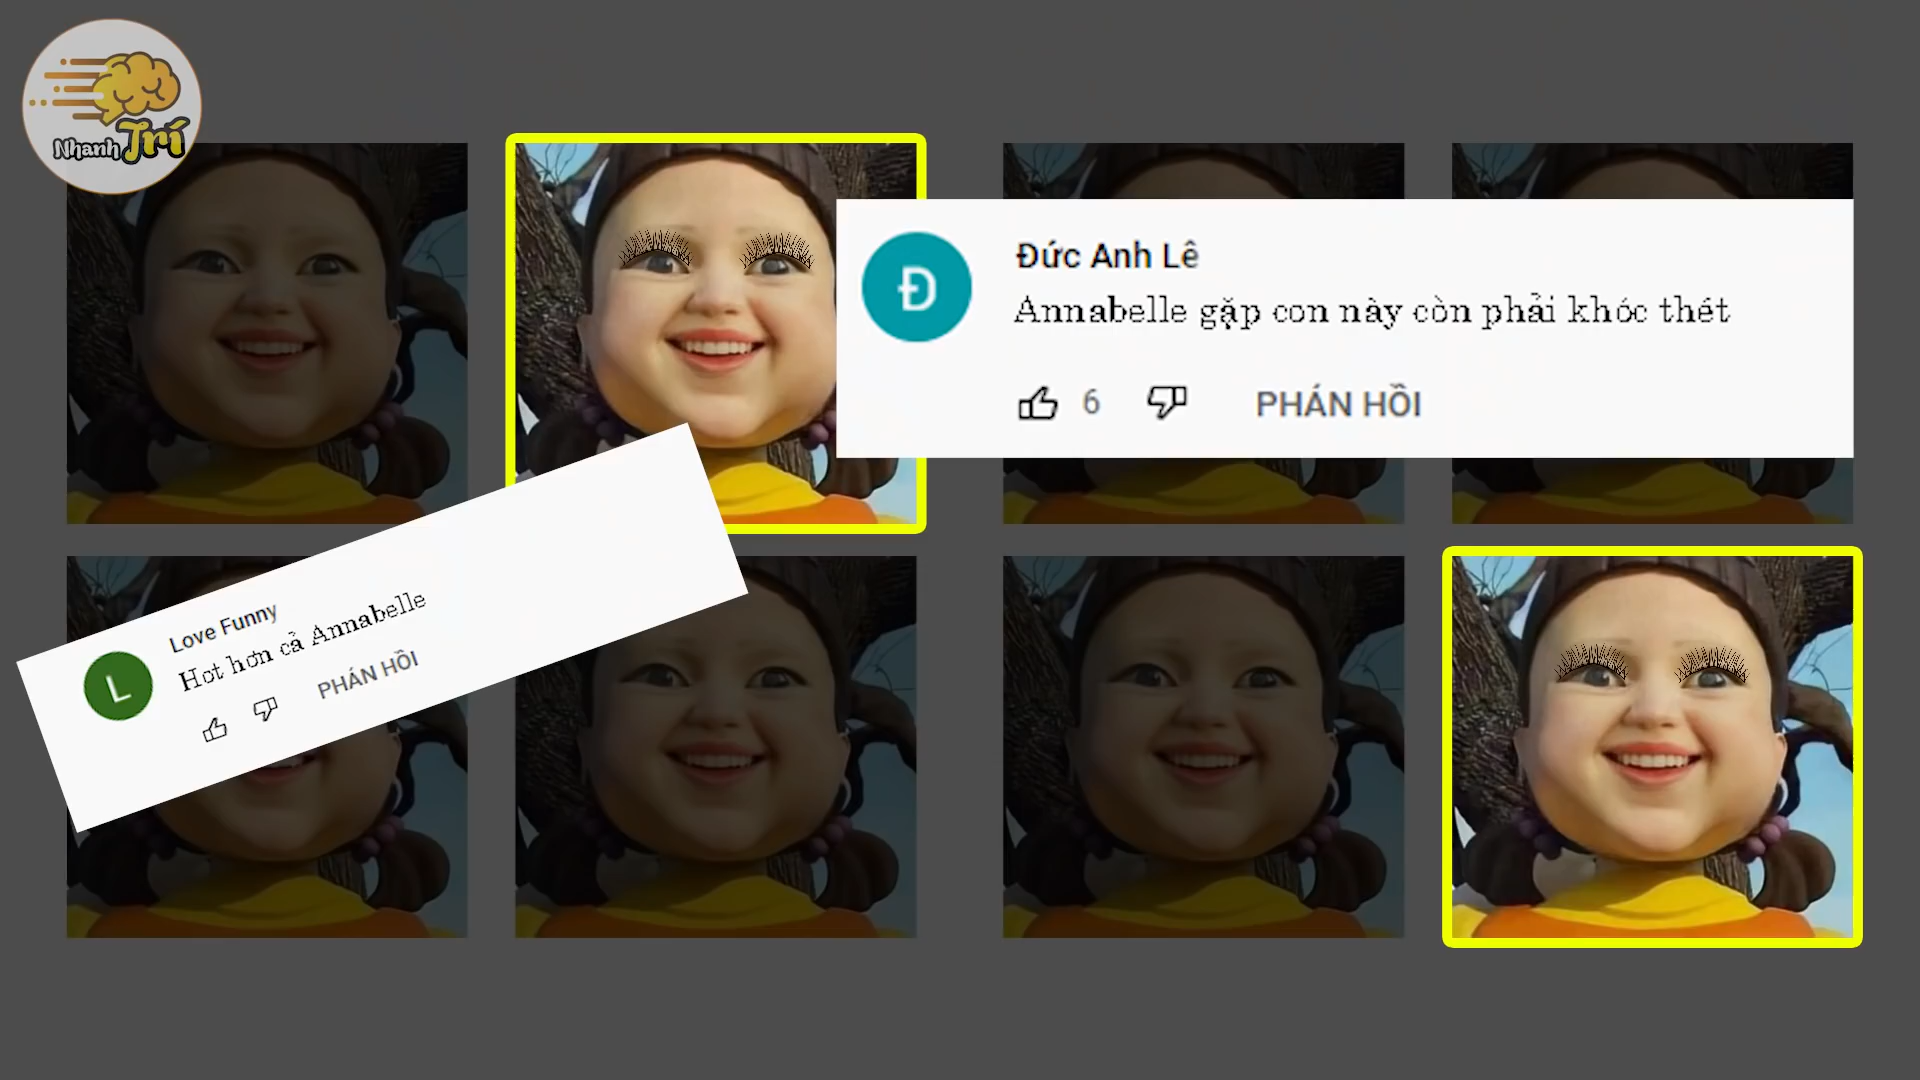 Nhanh Trí
Đ
Đức Anh Lê
Annabelle gặp con này còn phải khóc thét
6
PHẢN HỒI
L
Love Funny
Hot hơn cả Annabelle
PHẢN HỒI